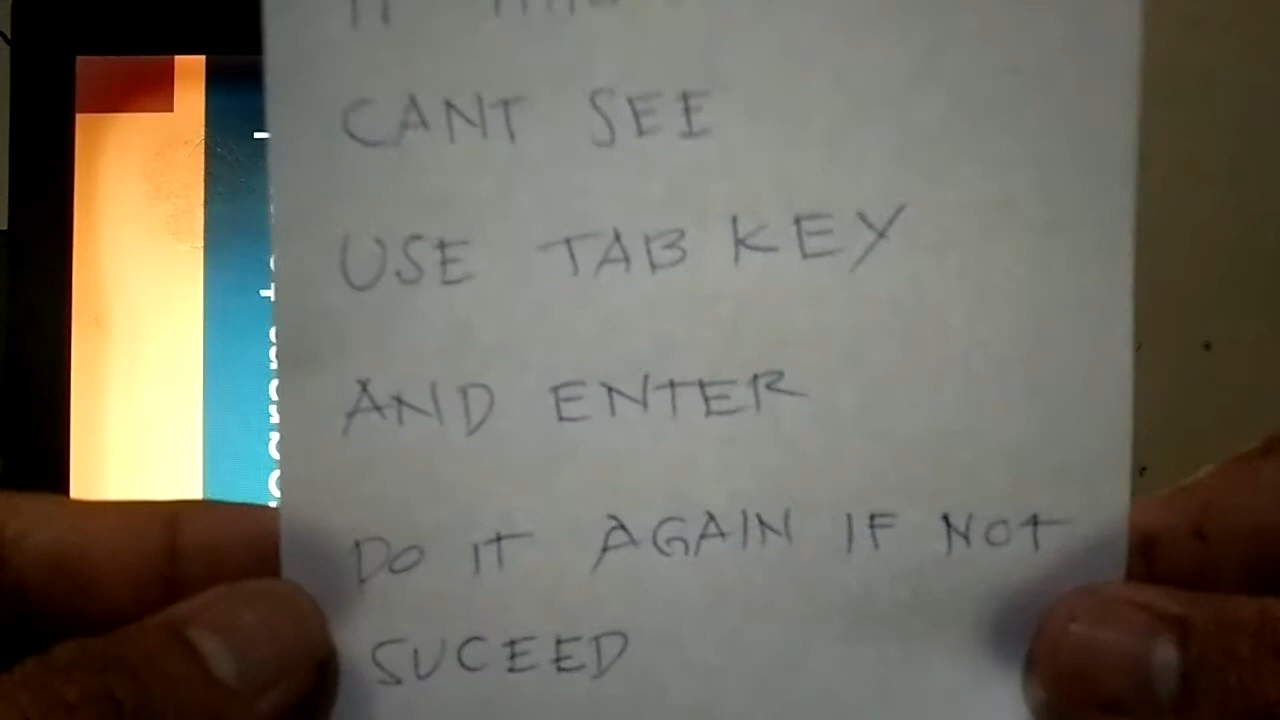 CANT SEE
USE TAB KEY
AND ENTER
DO IT AGAIN IF NOT
SUCEED